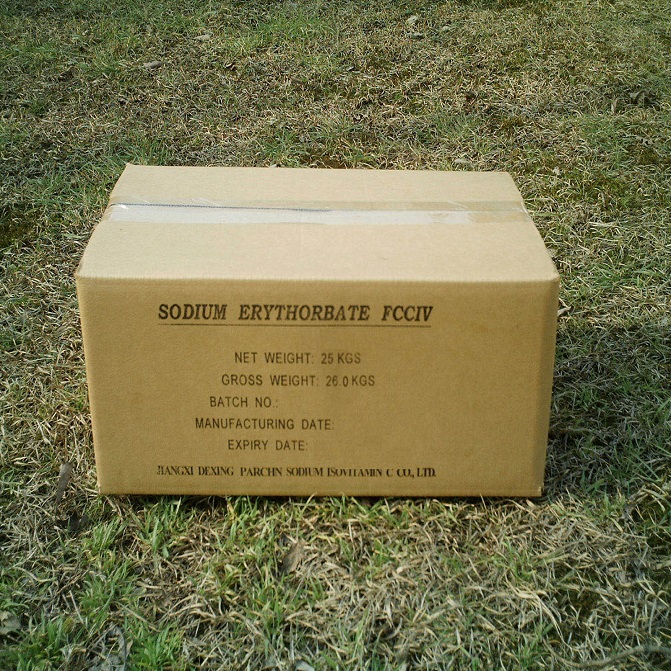 SODIUM ERYTHORBATE FCCIV
NET WEIGHT: 25 KGS
GROSS WEIGHT: 26.0 KGS
BATCH NO.:
MANUFACTURING DATE:
EXPIRY DATE:
JIANGXI DEXING PARCHN SODIUM ISOVITAMIN C CO., LTD.